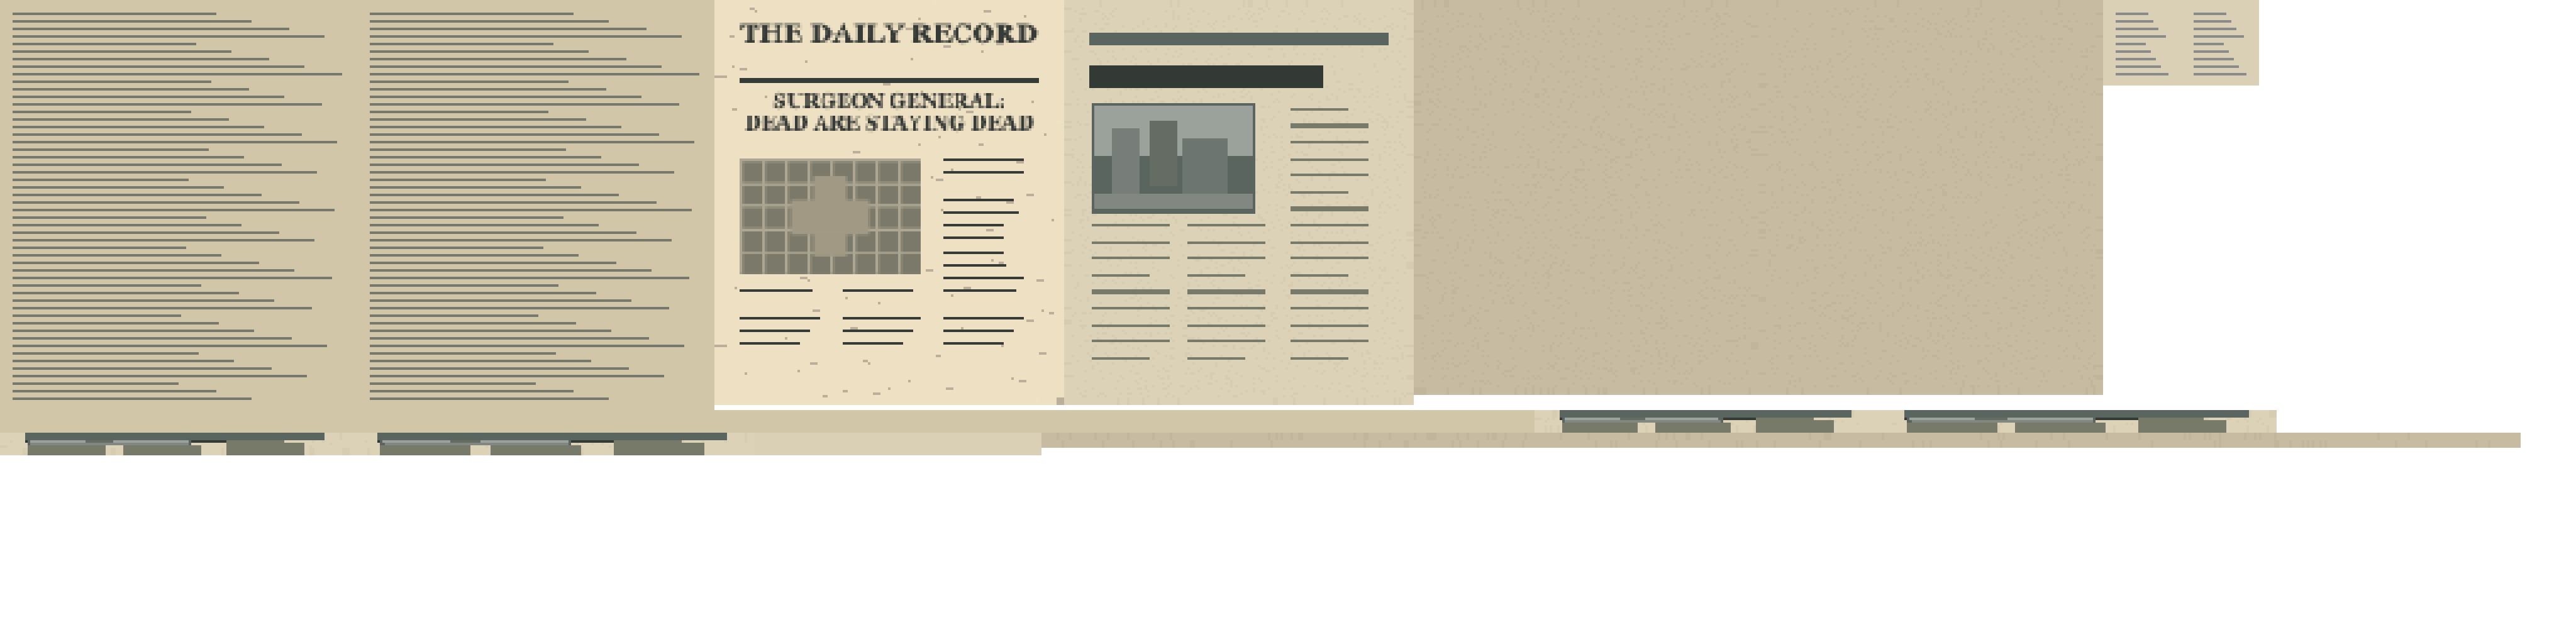 THE DAILY RECORD
SURGEON GENERAL:
DEAD ARE STAYING DEAD